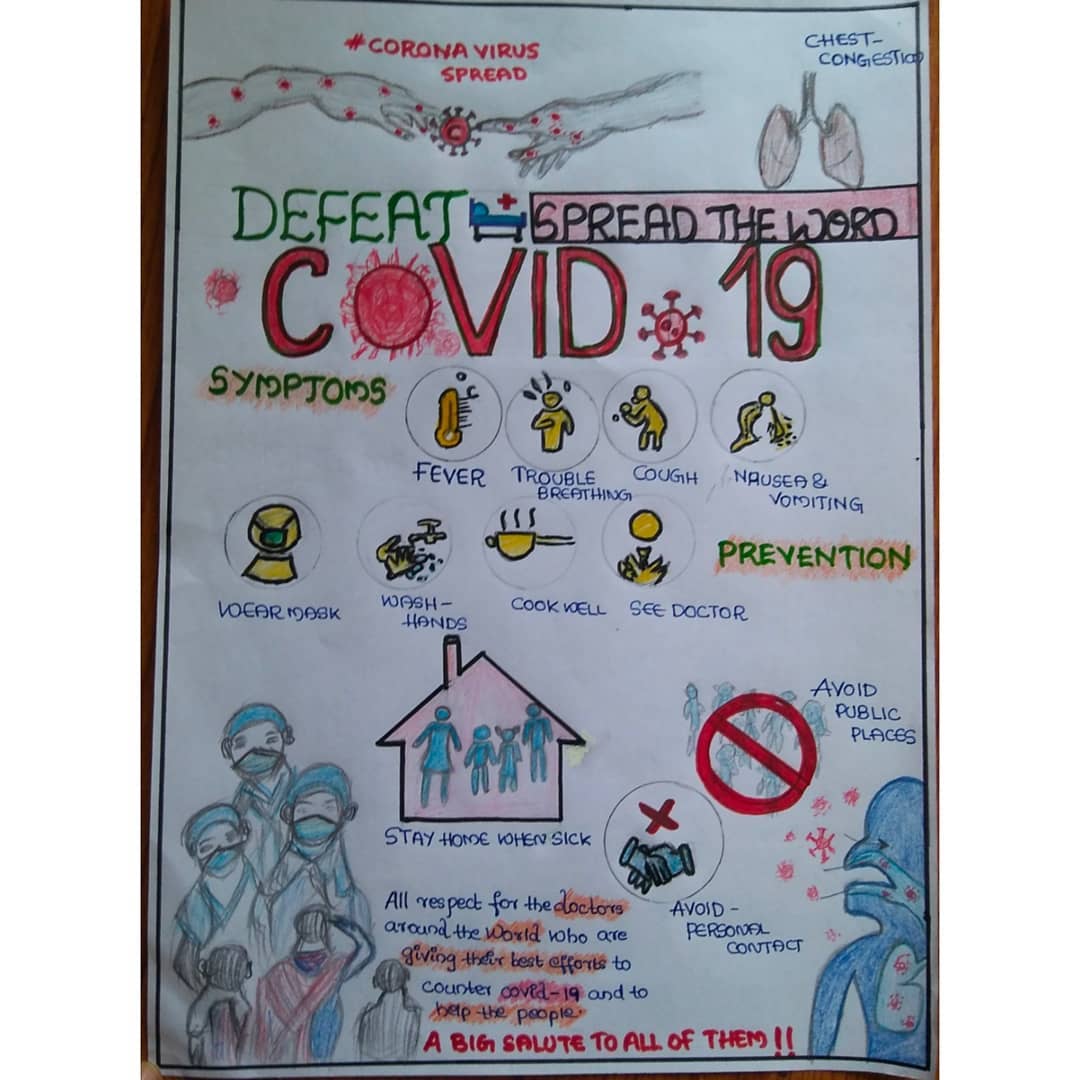 #CORONA VIRUS
SPREAD
CHEST-
CONGESTION
DEFEAT SPREAD THE WORD
COVID 19
SYMPTOMS
FEVER
TROUBLE
BREATHING
COUGH
NAUSEA &
VOMITING
PREVENTION
WEAR MASK
WASH-
HANDS
COOK WELL
SEE DOCTOR
STAY HOME WHEN SICK
AVOID
PUBLIC
PLACES
AVOID -
PERSONAL
CONTACT
All respect for the doctors
around the World who are
giving their best efforts to
counter covid-19 and to
help the people.
A BIG SALUTE TO ALL OF THEM !!